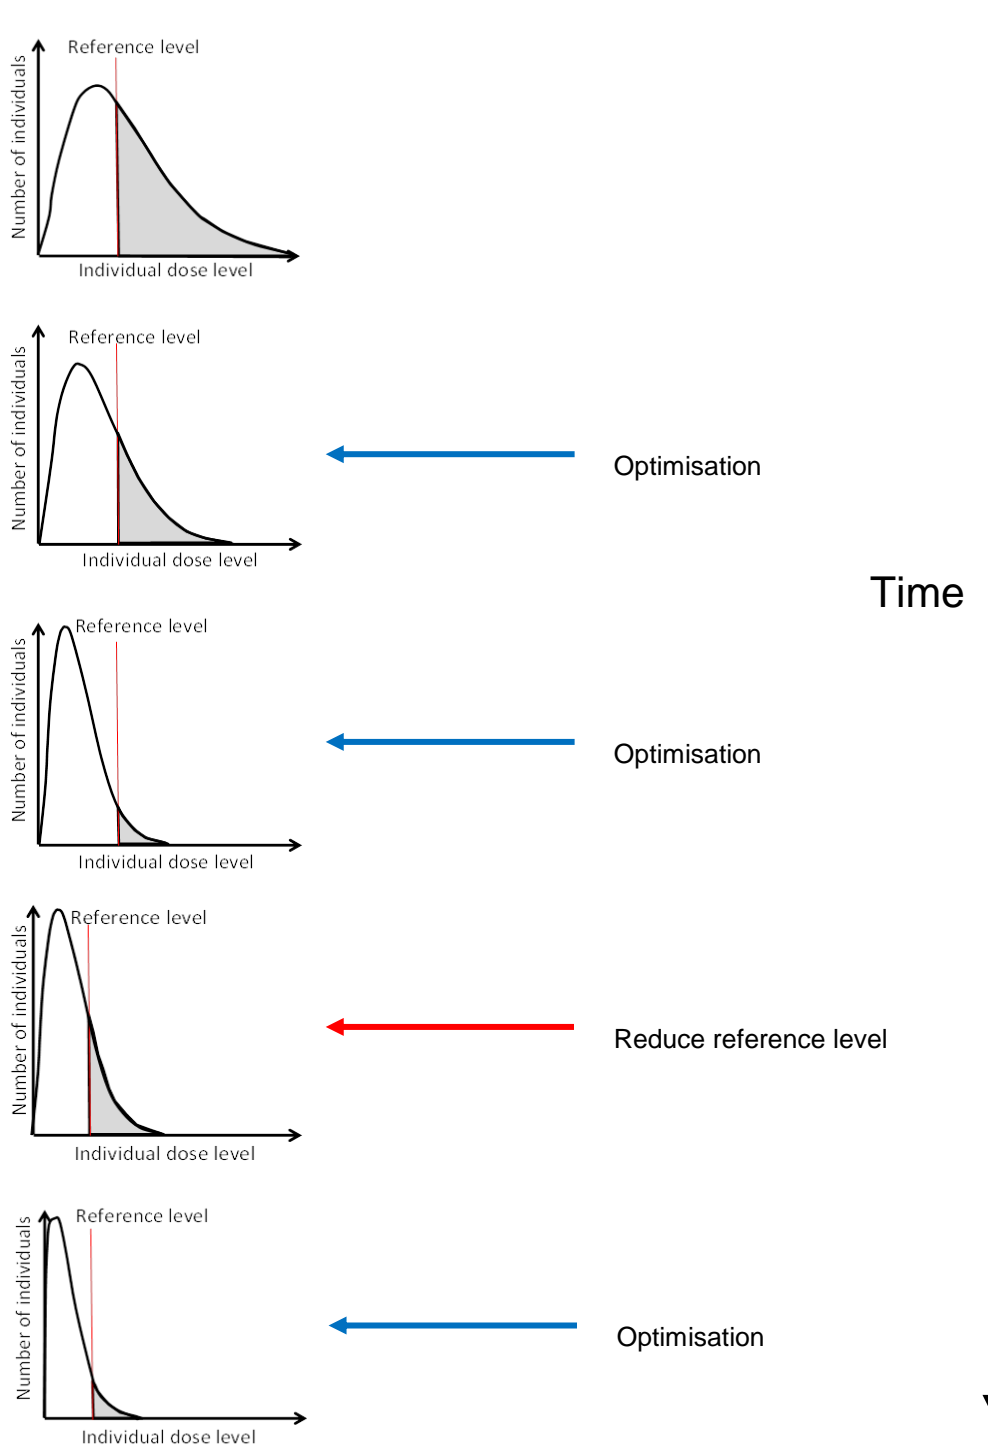 Reference level
Number of individuals
Individual dose level
Reference level
Number of individuals
Individual dose level
Optimisation
Time
Reference level
Number of individuals
Individual dose level
Optimisation
Reference level
Number of individuals
Individual dose level
Reduce reference level
Reference level
Number of individuals
Individual dose level
Optimisation